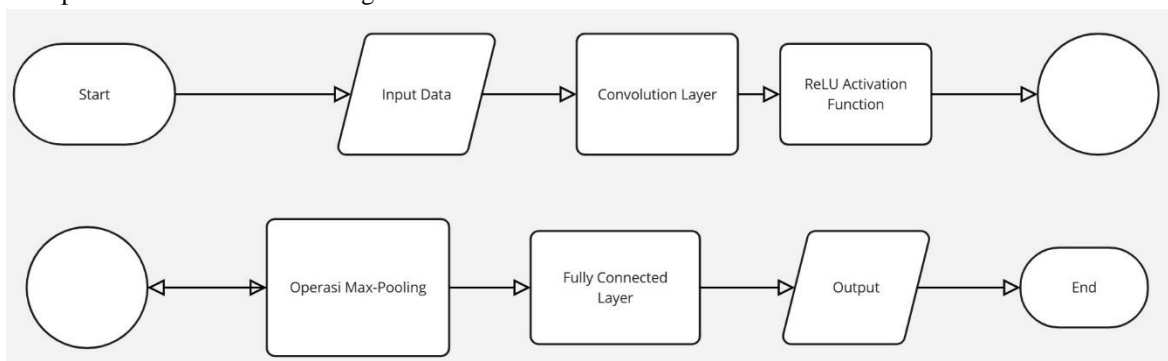 Start
Input Data
Convolution Layer
ReLU Activation
Function
Operasi Max-Pooling
Fully Connected
Layer
Output
End